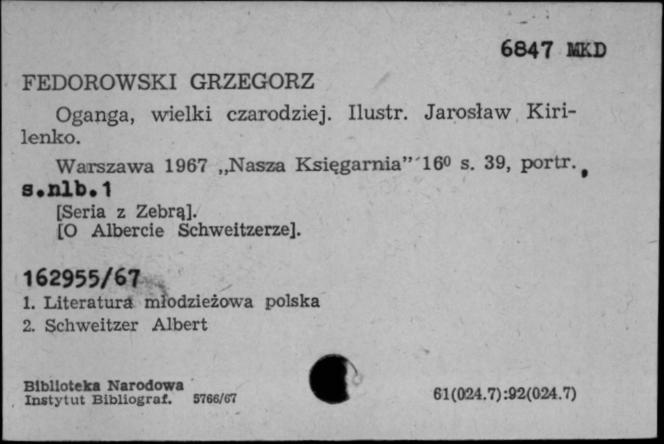 6847 MKD
FEDOROWSKI GRZEGORZ
Oganga, wielki czarodziej. Ilustr. Jarosław Kiri-
lenko.
Warszawa 1967 „Nasza Księgarnia” 16⁰ s. 39, portr.,
s.nlb.1
[Seria z Zebrą].
[O Albercie Schweitzerze].
162955/67
1. Literatura młodzieżowa polska
2. Schweitzer Albert
Biblioteka Narodowa
Instytut Bibliograf. 5766/67
61(024.7):92(024.7)